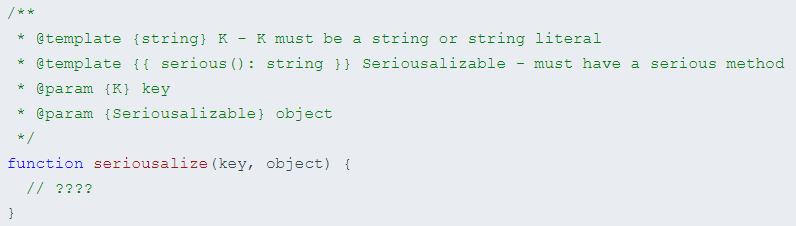 /**
 * @template {string} K - K must be a string or string literal
 * @template {{ serious(): string }} Seriousalizable - must have a serious method
 * @param {K} key
 * @param {Seriousalizable} object
 */
function seriousalize(key, object) {
  // ????
}